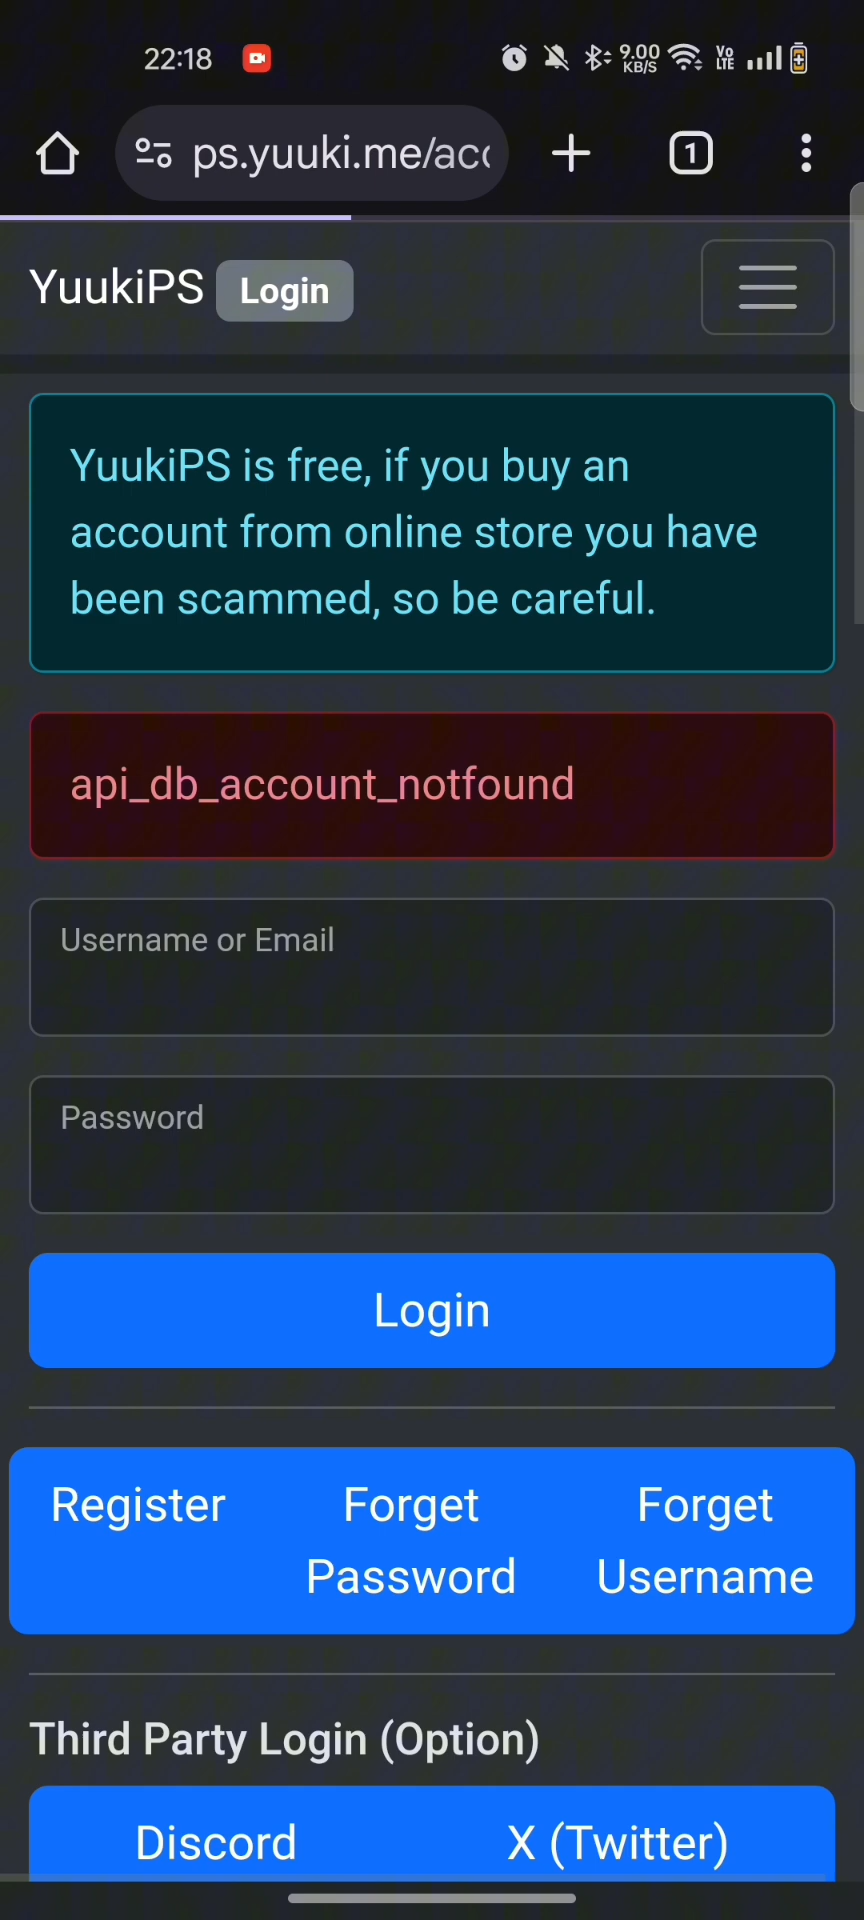 22:18
9.00
KB/S
Vo
LTE
ps.yuuki.me/acc
1
YuukiPS Login
YuukiPS is free, if you buy an
account from online store you have
been scammed, so be careful.
api_db_account_notfound
Username or Email
Password
Login
Register Forget Forget
Password Username
Third Party Login (Option)
Discord X (Twitter)